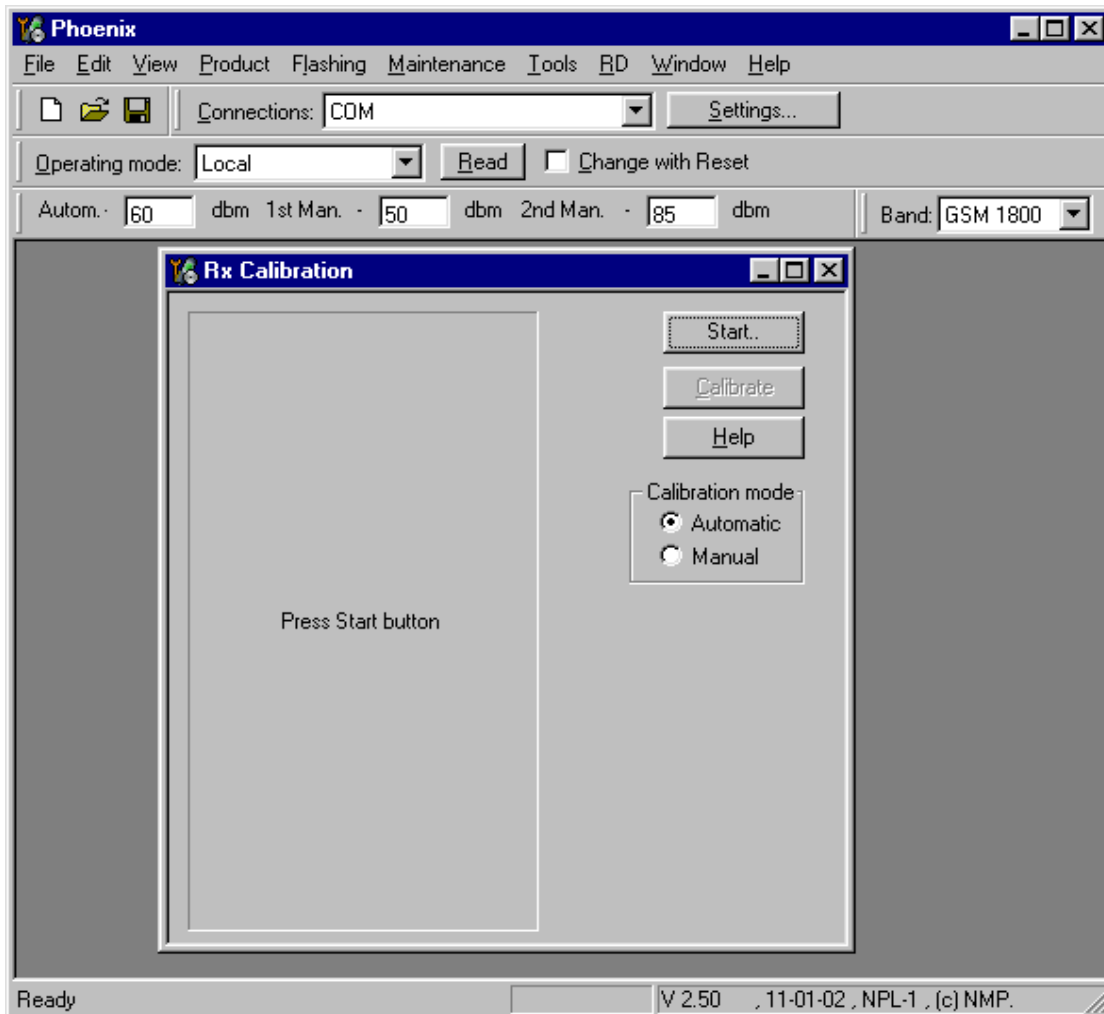 Phoenix
File Edit View Product Flashing Maintenance Tools RD Window Help
Connections: COM Settings...
Operating mode: Local Read Change with Reset
Autom. - 60 dbm 1st Man. - 50 dbm 2nd Man. - 85 dbm Band: GSM 1800
Rx Calibration
Start..
Calibrate
Help
Calibration mode
Automatic
Manual
Press Start button
Ready V 2.50 , 11-01-02 , NPL-1 , (c) NMP.